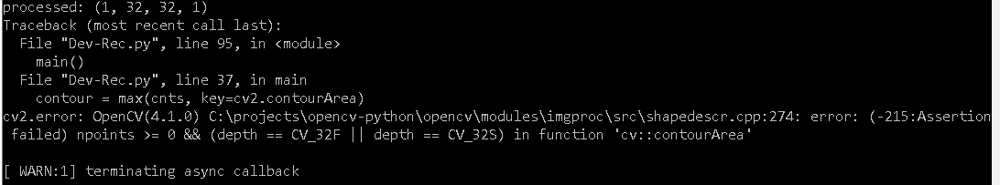 processed: (1, 32, 32, 1)
Traceback (most recent call last):
  File "Dev-Rec.py", line 95, in <module>
    main()
  File "Dev-Rec.py", line 37, in main
    contour = max(cnts, key=cv2.contourArea)
cv2.error: OpenCV(4.1.0) C:\projects\opencv-python\opencv\modules\imgproc\src\shapedescr.cpp:274: error: (-215:Assertion
 failed) npoints >= 0 && (depth == CV_32F || depth == CV_32S) in function 'cv::contourArea'
[ WARN:1] terminating async callback